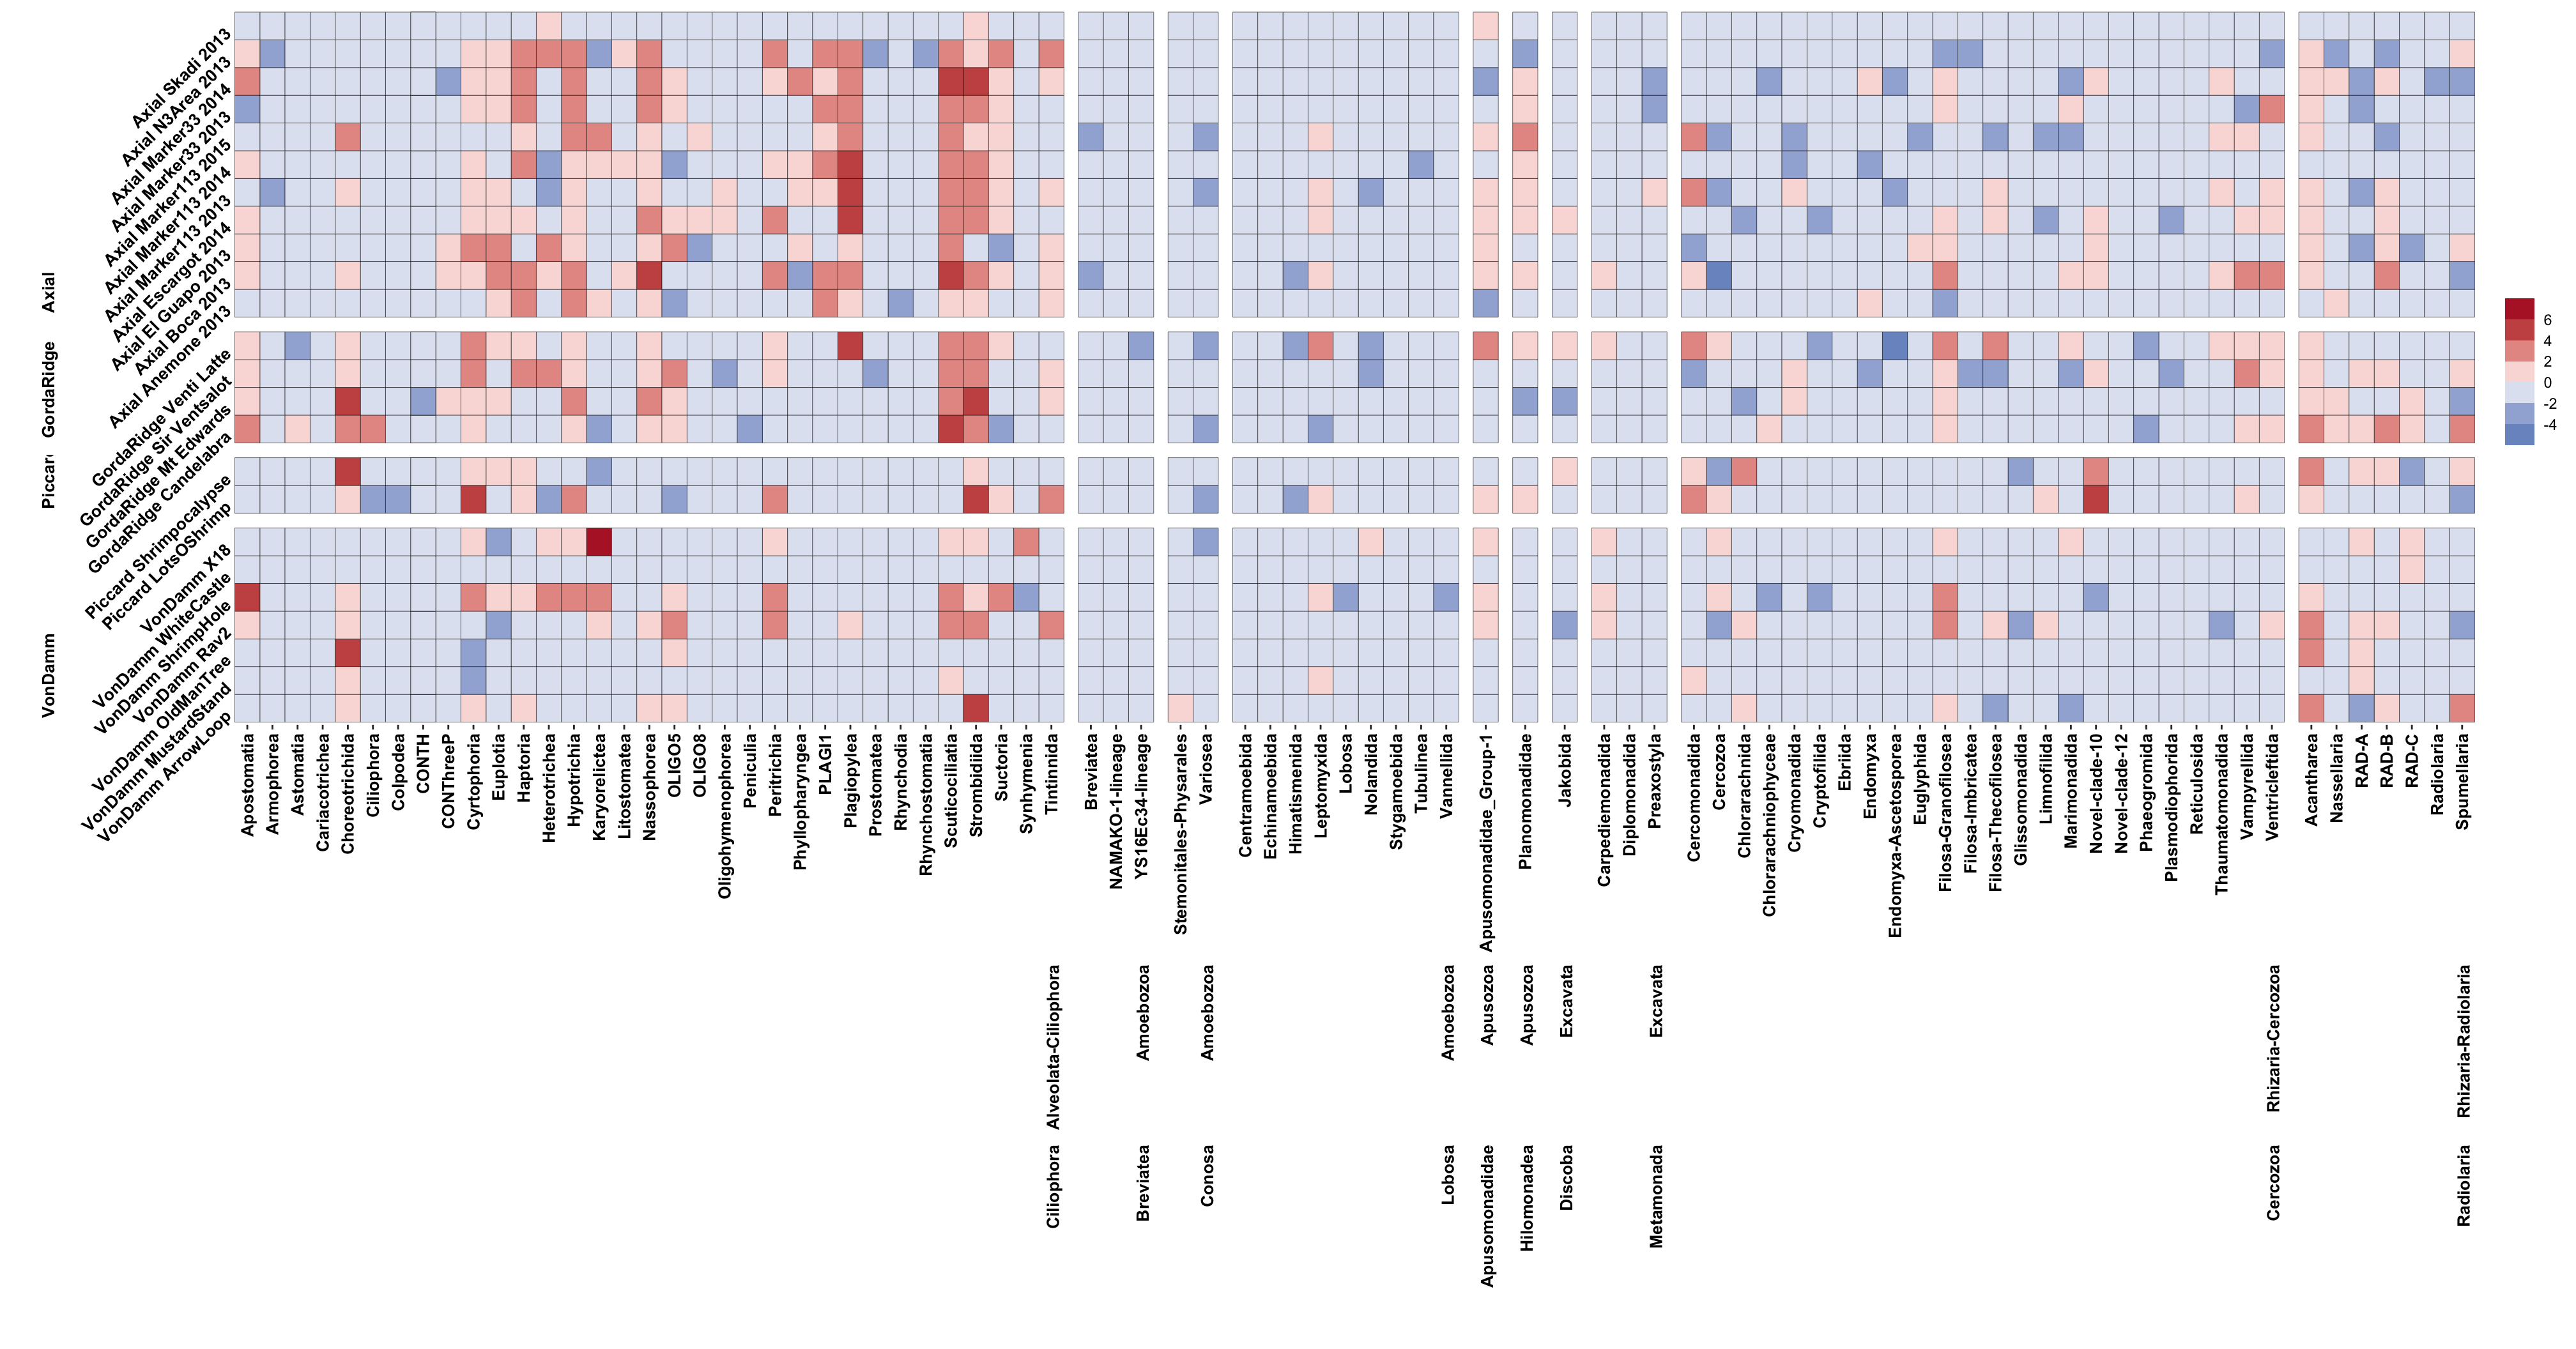 Axial
GordaRidge
Piccar
VonDamm
Axial Skadi 2013
Axial N3Area 2013
Axial Marker33 2014
Axial Marker33 2013
Axial Marker113 2015
Axial Marker113 2014
Axial Marker113 2013
Axial Escargot 2014
Axial El Guapo 2013
Axial Boca 2013
Axial Anemone 2013
GordaRidge Venti Latte
GordaRidge Sir Ventsalot
GordaRidge Mt Edwards
GordaRidge Candelabra
Piccard Shrimpocalypse
Piccard LotsOShrimp
VonDamm X18
VonDamm WhiteCastle
VonDamm ShrimpHole
VonDamm Rav2
VonDamm OldManTree
VonDamm MustardStand
VonDamm ArrowLoop
6
4
2
0
-2
-4
Apostomatia
Armophorea
Astomatia
Cariacotrichea
Choreotrichida
Ciliophora
Colpodea
CONTH
CONThreeP
Cyrtophoria
Euplotia
Haptoria
Heterotrichea
Hypotrichia
Karyorelictea
Litostomatea
Nassophorea
OLIGO5
OLIGO8
Oligohymenophorea
Peniculia
Peritrichia
Phyllopharyngea
PLAGI1
Plagiopylea
Prostomatea
Rhynchodia
Rhynchostomatia
Scuticociliatia
Strombidiida
Suctoria
Synhymenia
Tintinnida
Breviatea
NAMAKO-1-lineage
YS16Ec34-lineage
Stemonitales-Physarales
Variosea
Centramoebida
Echinamoebida
Himatismenida
Leptomyxida
Lobosa
Nolandida
Stygamoebida
Tubulinea
Vannellida
Apusomonadidae_Group-1
Planomonadidae
Jakobida
Carpediemonadida
Diplomonadida
Preaxostyla
Cercomonadida
Cercozoa
Chlorarachnida
Chlorarachniophyceae
Cryomonadida
Cryptofilida
Ebriida
Endomyxa
Endomyxa-Ascetosporea
Euglyphida
Filosa-Granofilosea
Filosa-Imbricatea
Filosa-Thecofilosea
Glissomonadida
Limnofilida
Marimonadida
Novel-clade-10
Novel-clade-12
Phaeogromida
Plasmodiophorida
Reticulosida
Thaumatomonadida
Vampyrellida
Ventricleftida
Acantharea
Nassellaria
RAD-A
RAD-B
RAD-C
Radiolaria
Spumellaria
Alveolata-Ciliophora
Amoebozoa
Amoebozoa
Amoebozoa
Apusozoa
Apusozoa
Excavata
Excavata
Rhizaria-Cercozoa
Rhizaria-Radiolaria
Ciliophora
Breviatea
Conosa
Lobosa
Apusomonadidae
Hilomonadea
Discoba
Metamonada
Cercozoa
Radiolaria